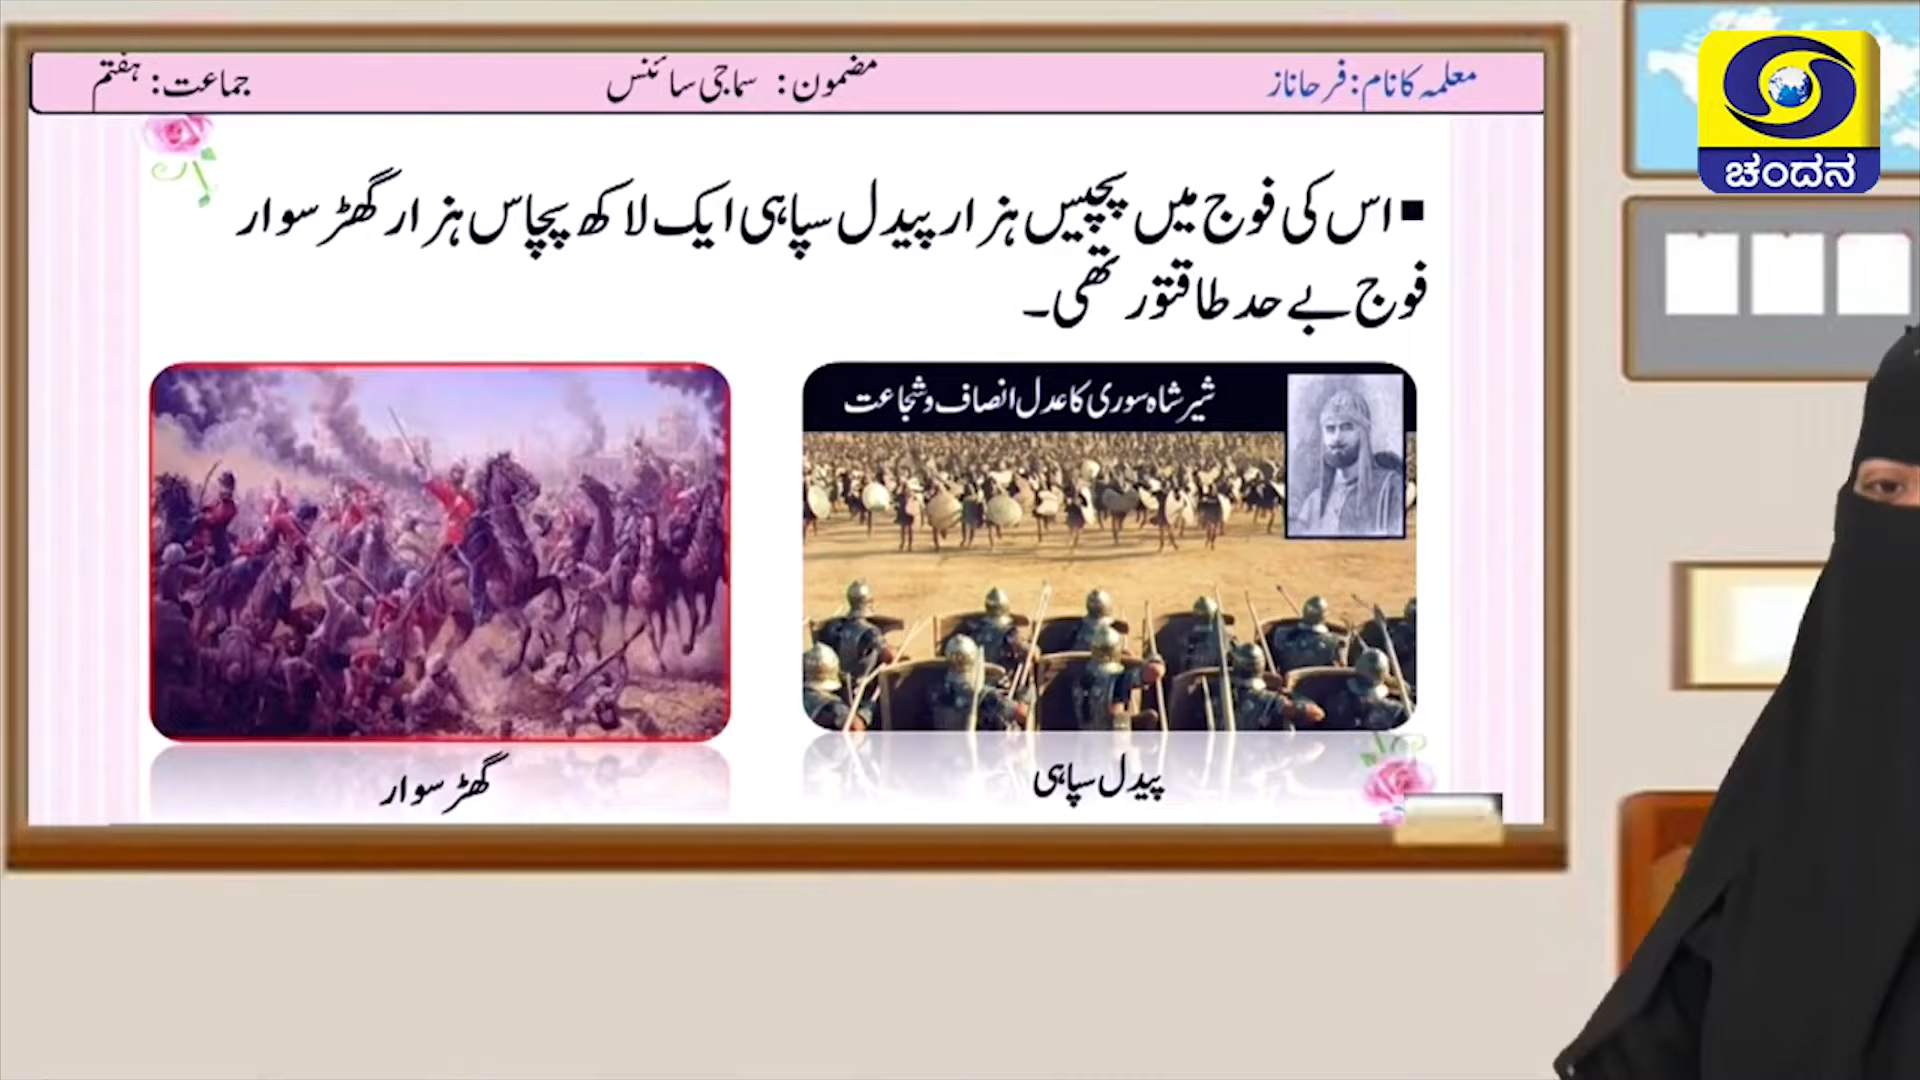 معلمہ کا نام: فرحاناز
مضمون: سماجی سائنس
جماعت: ہفتم
ಚಂದನ
▪ اس کی فوج میں پچیس ہزار پیدل سپاہی ایک لاکھ پچاس ہزار گھڑ سوار
فوج بے حد طاقتور تھی۔
شیر شاہ سوری کا عدل انصاف و شجاعت
پیدل سپاہی
گھڑ سوار